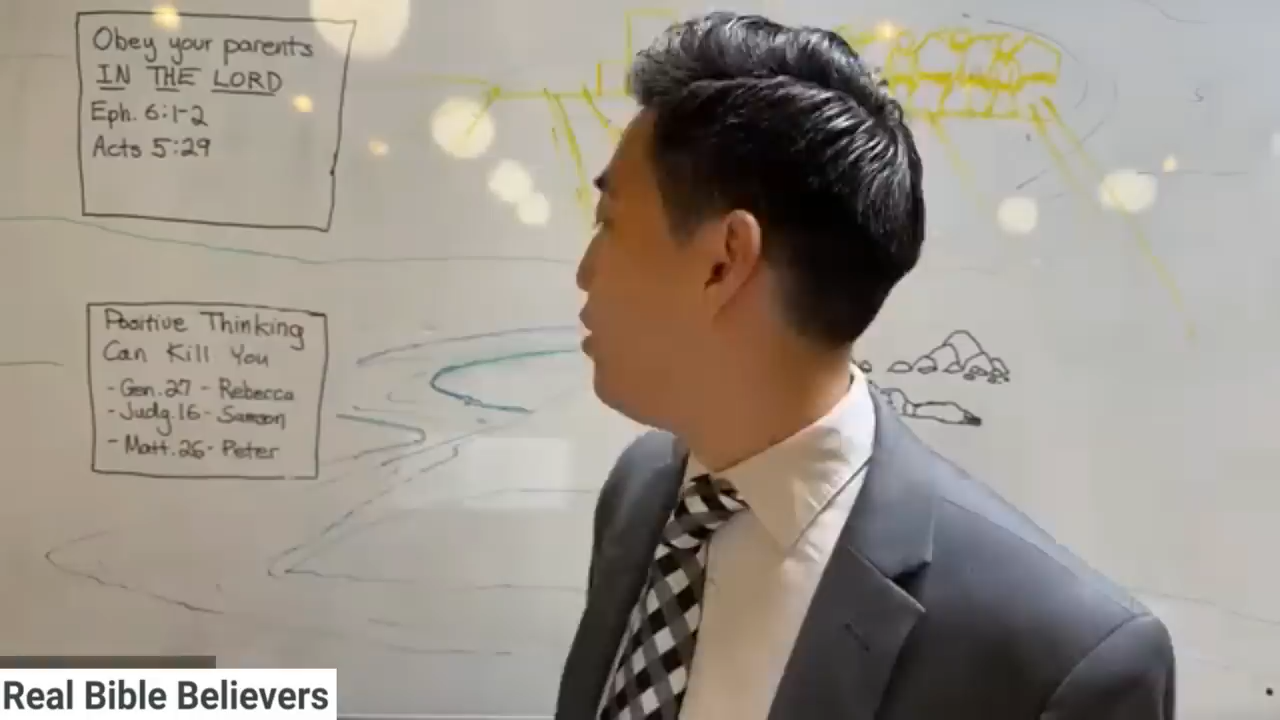 Obey your parents
IN THE LORD
Eph. 6:1-2
Acts 5:29
Positive Thinking
Can Kill You
- Gen. 27 - Rebecca
- Judg. 16 - Samson
- Matt. 26 - Peter
Real Bible Believers